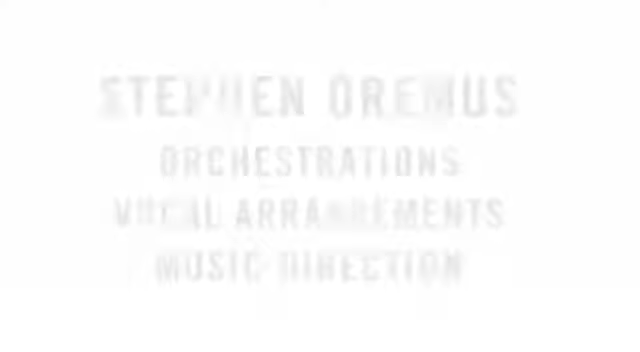 STEPHEN OREMUS
ORCHESTRATIONS
VOCAL ARRANGEMENTS
MUSIC DIRECTION